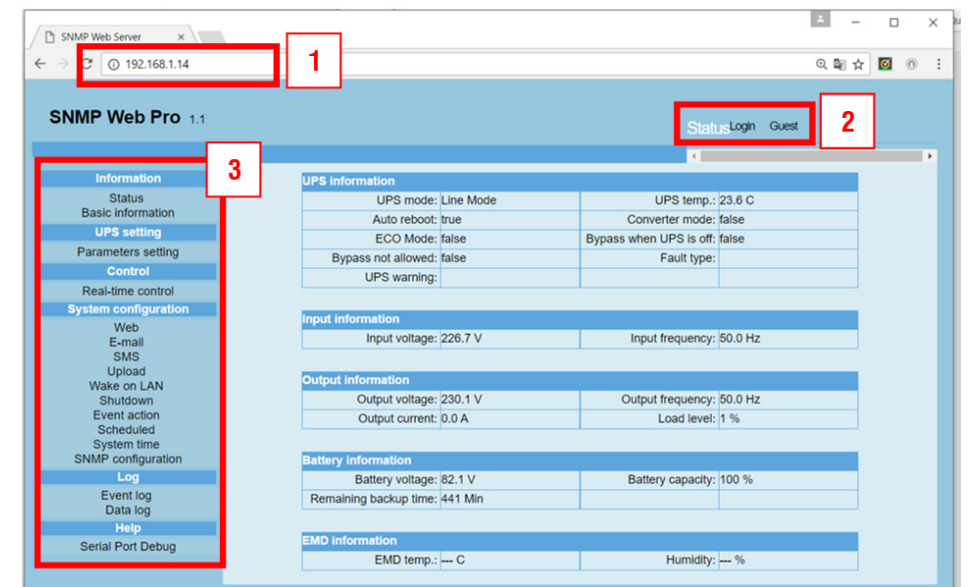 SNMP Web Server
192.168.1.14
1
SNMP Web Pro 1.1
Status Login Guest
2
3
Information
Status
Basic information
UPS setting
Parameters setting
Control
Real-time control
System configuration
Web
E-mail
SMS
Upload
Wake on LAN
Shutdown
Event action
Scheduled
System time
SNMP configuration
Log
Event log
Data log
Help
Serial Port Debug
UPS information
UPS mode: Line Mode UPS temp.: 23.6 C
Auto reboot: true Converter mode: false
ECO Mode: false Bypass when UPS is off: false
Bypass not allowed: false Fault type:
UPS warning:
Input information
Input voltage: 226.7 V Input frequency: 50.0 Hz
Output information
Output voltage: 230.1 V Output frequency: 50.0 Hz
Output current: 0.0 A Load level: 1 %
Battery information
Battery voltage: 82.1 V Battery capacity: 100 %
Remaining backup time: 441 Min
EMD information
EMD temp.: --- C Humidity: --- %